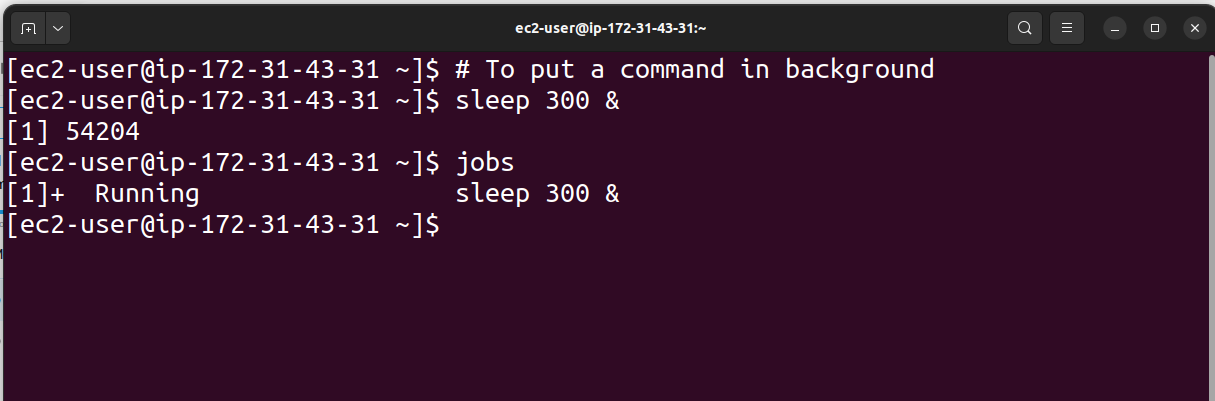 ec2-user@ip-172-31-43-31:~
[ec2-user@ip-172-31-43-31 ~]$ # To put a command in background
[ec2-user@ip-172-31-43-31 ~]$ sleep 300 &
[1] 54204
[ec2-user@ip-172-31-43-31 ~]$ jobs
[1]+  Running                 sleep 300 &
[ec2-user@ip-172-31-43-31 ~]$